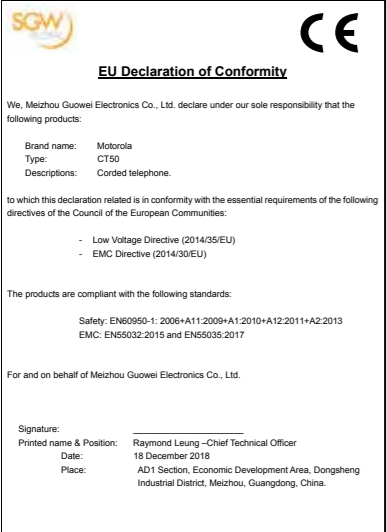 SGW
CE
EU Declaration of Conformity
We, Meizhou Guowei Electronics Co., Ltd. declare under our sole responsibility that the
following products:
Brand name: Motorola
Type: CT50
Descriptions: Corded telephone.
to which this declaration related is in conformity with the essential requirements of the following
directives of the Council of the European Communities:
- Low Voltage Directive (2014/35/EU)
- EMC Directive (2014/30/EU)
The products are compliant with the following standards:
Safety: EN60950-1: 2006+A11:2009+A1:2010+A12:2011+A2:2013
EMC: EN55032:2015 and EN55035:2017
For and on behalf of Meizhou Guowei Electronics Co., Ltd.
Signature:
Printed name & Position: Raymond Leung –Chief Technical Officer
Date: 18 December 2018
Place: AD1 Section, Economic Development Area, Dongsheng
Industrial District, Meizhou, Guangdong, China.